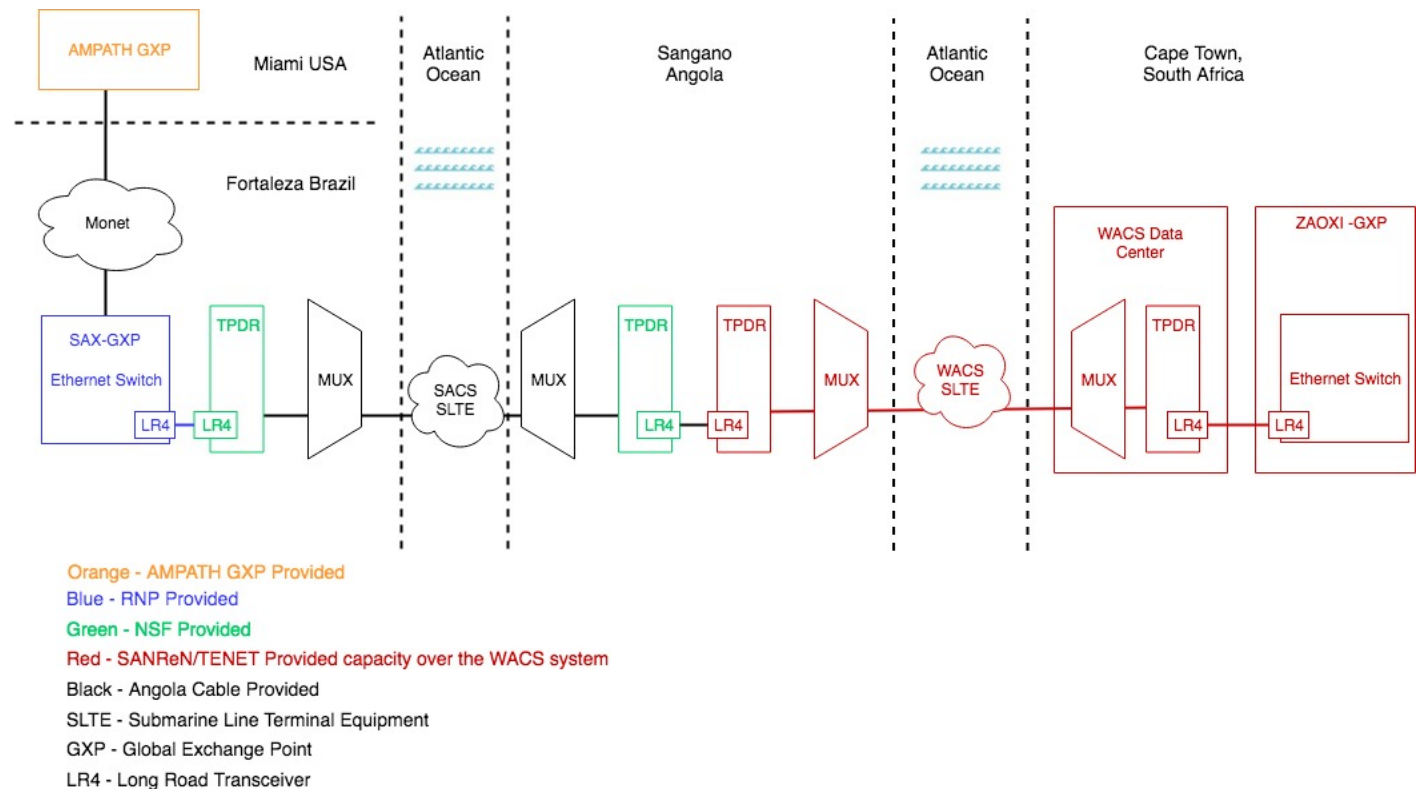 AMPATH GXP
Miami USA
Atlantic
Ocean
Sangano
Angola
Atlantic
Ocean
Cape Town,
South Africa
Fortaleza Brazil
Monet
WACS Data
Center
ZAOXI -GXP
SAX-GXP
Ethernet Switch
LR4
TPDR
LR4
MUX
SACS
SLTE
MUX
TPDR
LR4
TPDR
LR4
MUX
WACS
SLTE
MUX
TPDR
LR4
Ethernet Switch
LR4
Orange - AMPATH GXP Provided
Blue - RNP Provided
Green - NSF Provided
Red - SANReN/TENET Provided capacity over the WACS system
Black - Angola Cable Provided
SLTE - Submarine Line Terminal Equipment
GXP - Global Exchange Point
LR4 - Long Road Transceiver